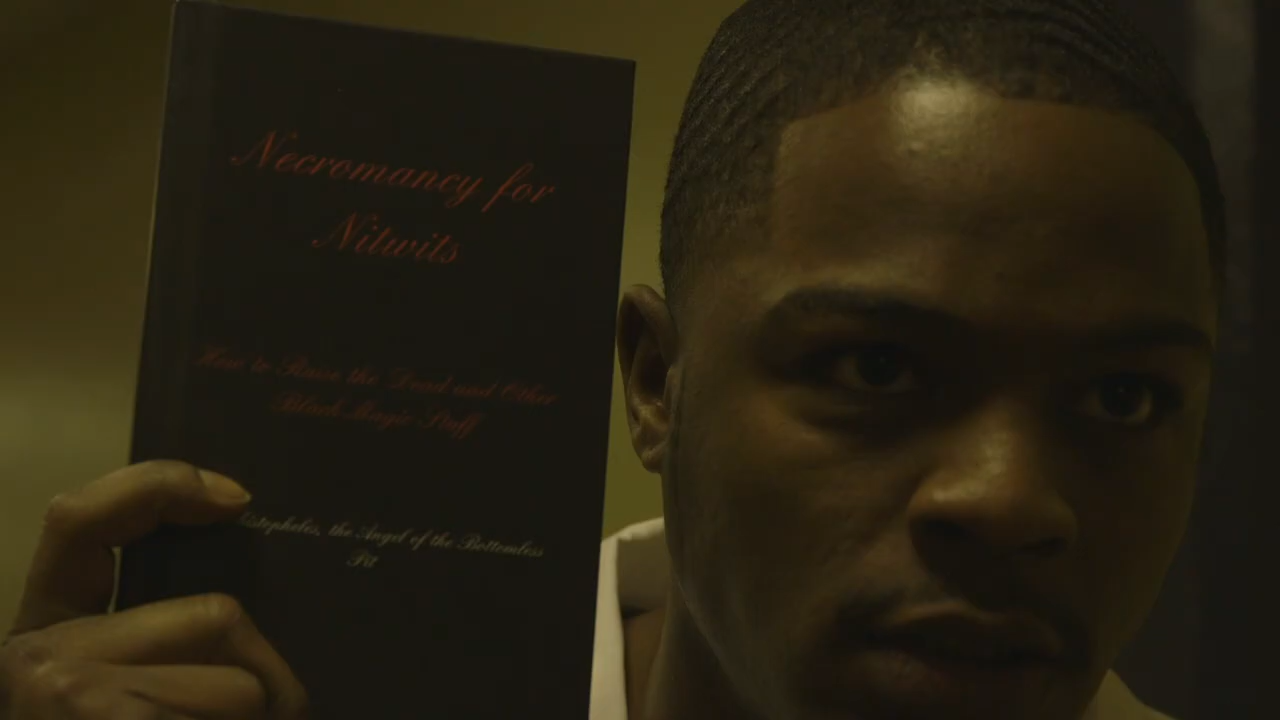 Necromancy for
Nitwits
How to Raise the Dead and Other
Black Magic Stuff
istopheles, the Angel of the Bottomless
Pit